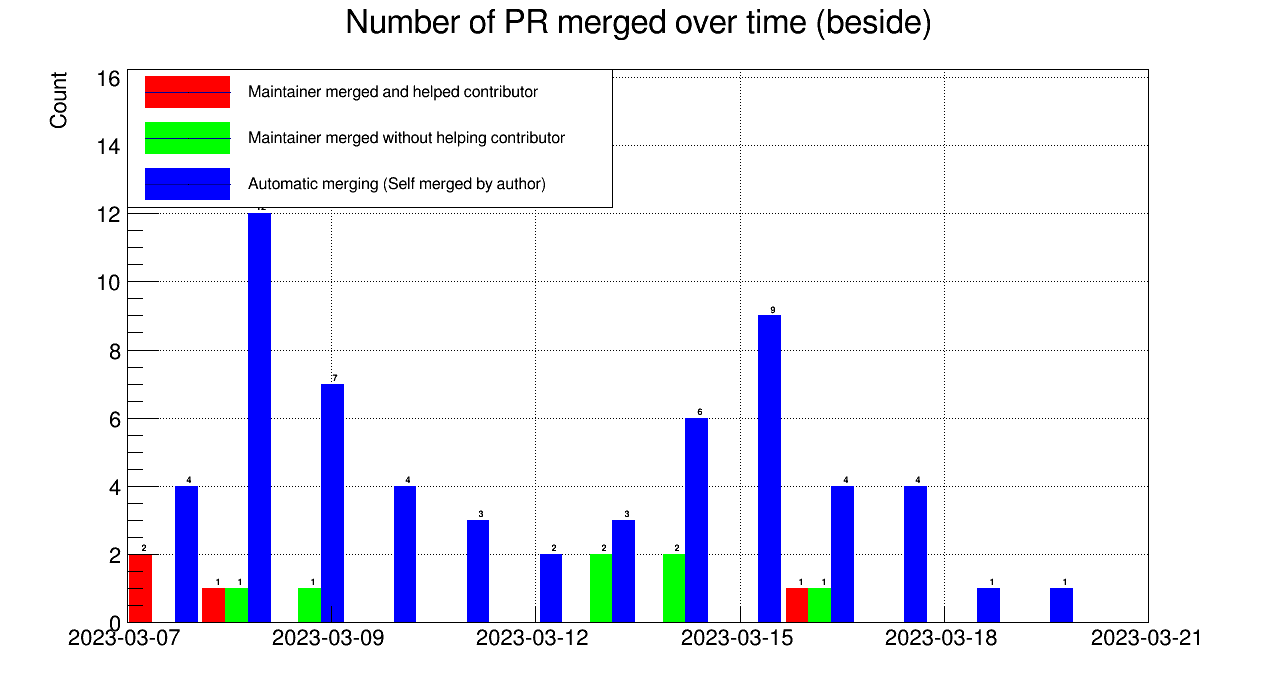 Number of PR merged over time (beside)
Count
16
Maintainer merged and helped contributor
14
Maintainer merged without helping contributor
Automatic merging (Self merged by author)
12
10
9
8
7
6
6
4
4 4 4 4
3 3
2
2 2 2 2
1 1 1 1 1 1 1
0
2023-03-07 2023-03-09 2023-03-12 2023-03-15 2023-03-18 2023-03-21